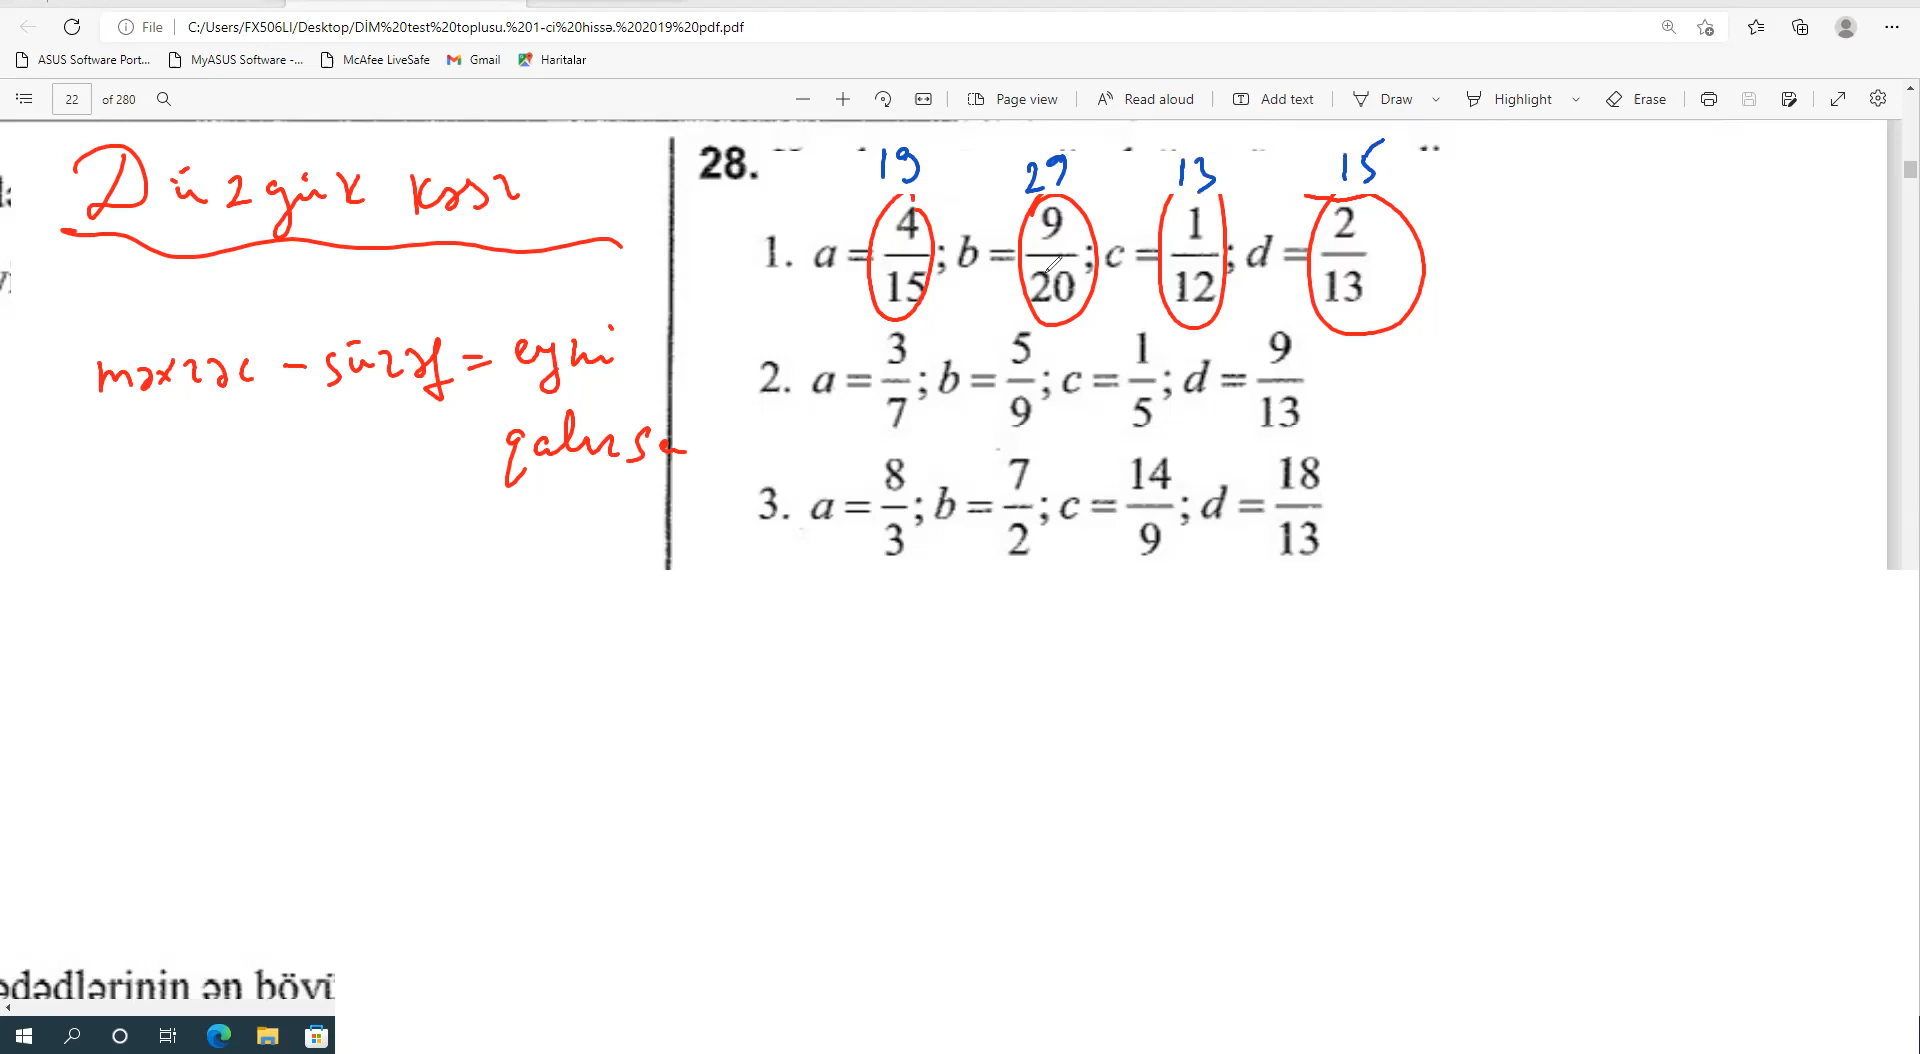 File C:/Users/FX506LI/Desktop/DİM%20test%20toplusu.%201-ci%20hissə.%202019%20pdf.pdf
ASUS Software Port... MyASUS Software -... McAfee LiveSafe Gmail Haritalar
22 of 280 Page view Read aloud Add text Draw Highlight Erase
Düzgün kəsr
məxrəc - surət = eyni
qalırsa
28.
19 29 13 15
1. a = 4/15; b = 9/20; c = 1/12; d = 2/13
2. a = 3/7; b = 5/9; c = 1/5; d = 9/13
3. a = 8/3; b = 7/2; c = 14/9; d = 18/13
ədədlərinin ən böyü